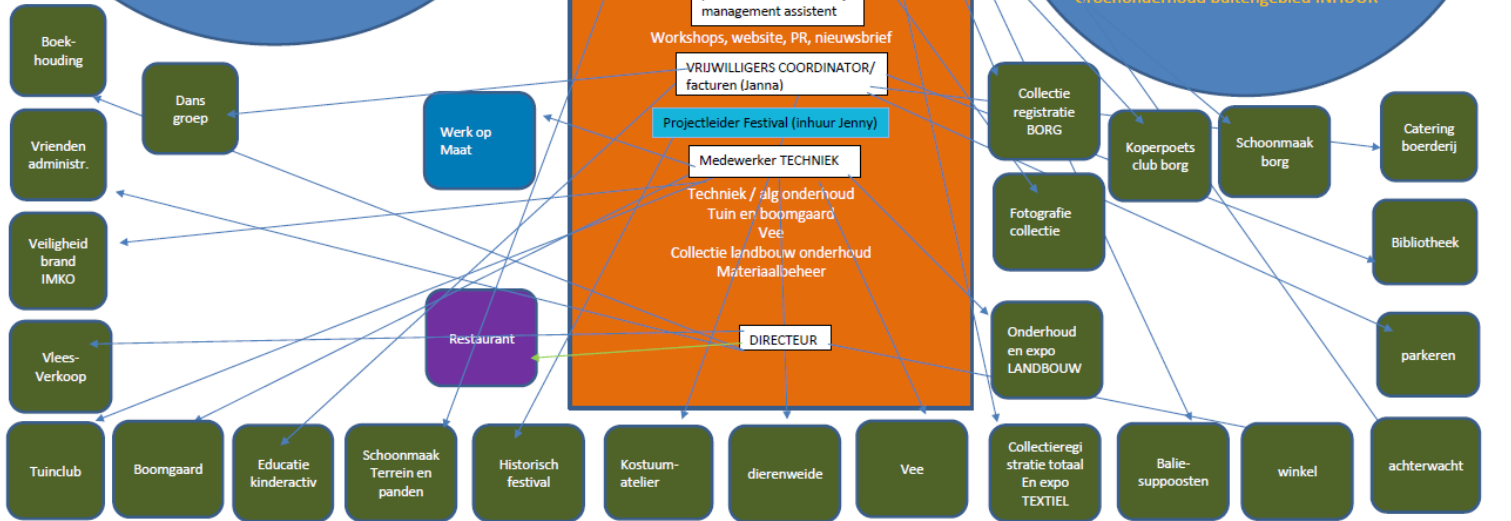 management assistent
Workshops, website, PR, nieuwsbrief
VRIJWILLIGERS COORDINATOR/
facturen (Janna)
Projectleider Festival (inhuur Jenny)
Medewerker TECHNIEK
Techniek / alg onderhoud
Tuin en boomgaard
Vee
Collectie landbouw onderhoud
Materiaalbeheer
DIRECTEUR
Boek-
houding
Dans
groep
Vrienden
administr.
Werk op
Maat
Veiligheid
brand
IMKO
Restaurant
Vlees-
Verkoop
Collectie
registratie
BORG
Koperpoets
club borg
Schoonmaak
borg
Catering
boerderij
Fotografie
collectie
Bibliotheek
Onderhoud
en expo
LANDBOUW
parkeren
Tuinclub
Boomgaard
Educatie
kinderactiv
Schoonmaak
Terrein en
panden
Historisch
festival
Kostuum-
atelier
dierenweide
Vee
Collectieregi
stratie totaal
En expo
TEXTIEL
Balie-
suppoosten
winkel
achterwacht